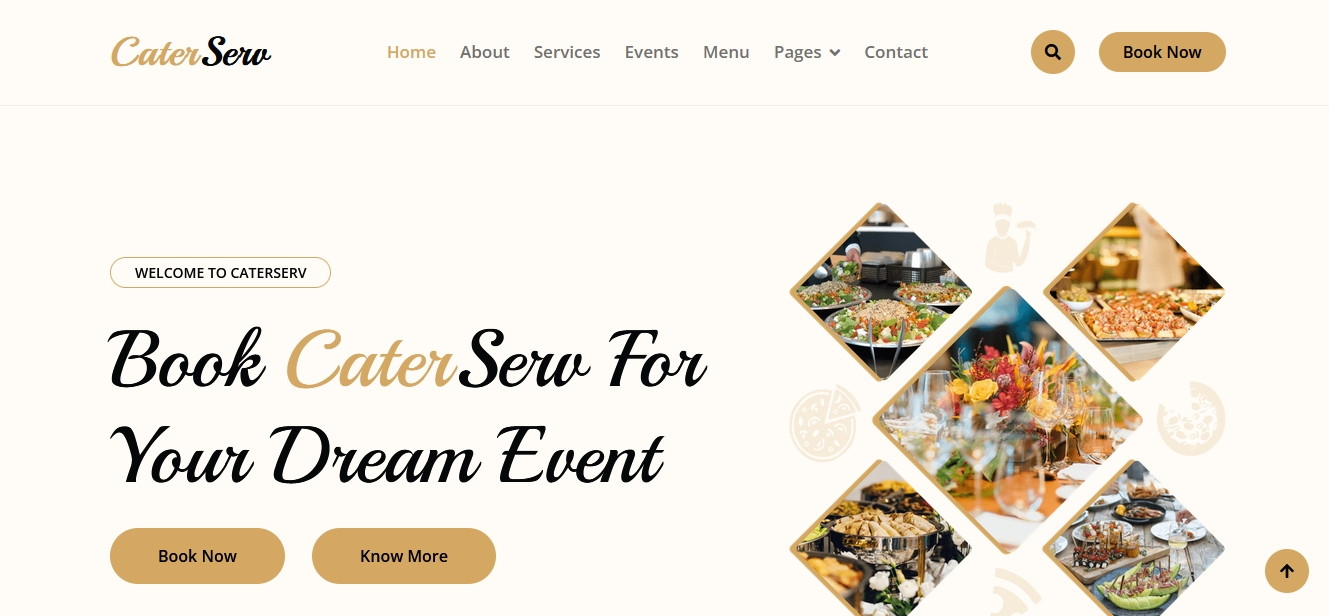 CaterServ
Home About Services Events Menu Pages Contact
Book Now
WELCOME TO CATERSERV
Book CaterServ For
Your Dream Event
Book Now Know More